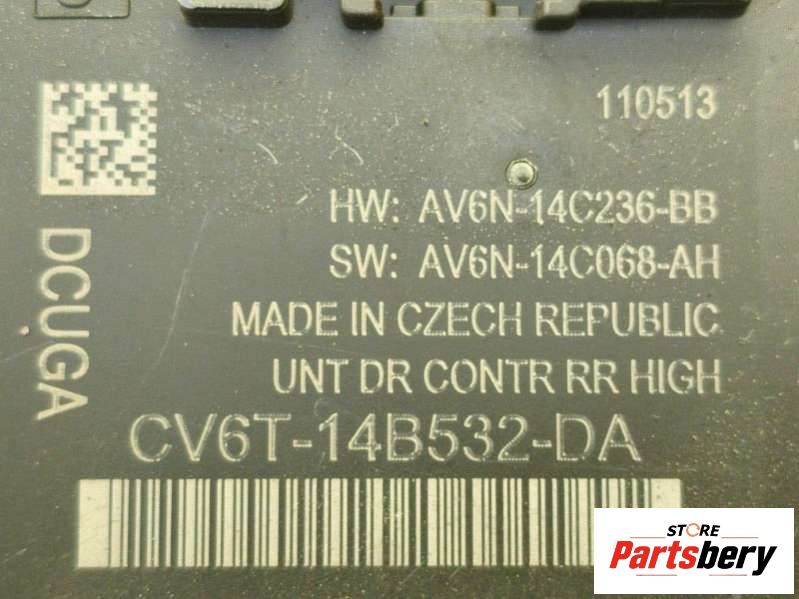 110513
HW: AV6N-14C236-BB
SW: AV6N-14C068-AH
MADE IN CZECH REPUBLIC
UNT DR CONTR RR HIGH
DCUGA
CV6T-14B532-DA
STORE
Partsbery